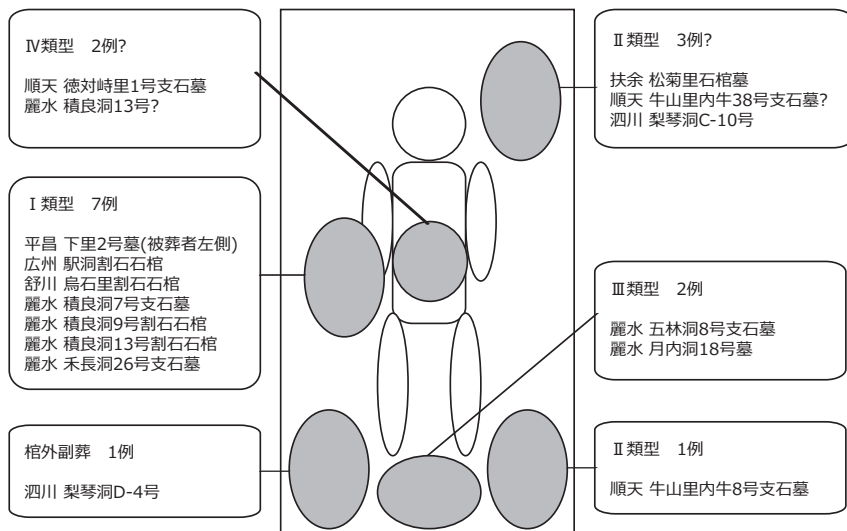 Ⅳ類型　2例?
順天 徳対峙里1号支石墓
麗水 積良洞13号?
Ⅰ類型　7例
平昌 下里2号墓(被葬者左側)
広州 駅洞割石石棺
舒川 烏石里割石石棺
麗水 積良洞7号支石墓
麗水 積良洞9号割石石棺
麗水 積良洞13号割石石棺
麗水 禾長洞26号支石墓
棺外副葬　1例
泗川 梨琴洞D-4号
Ⅱ類型　3例?
扶余 松菊里石棺墓
順天 牛山里内牛38号支石墓?
泗川 梨琴洞C-10号
Ⅲ類型　2例
麗水 五林洞8号支石墓
麗水 月内洞18号墓
Ⅱ類型　1例
順天 牛山里内牛8号支石墓